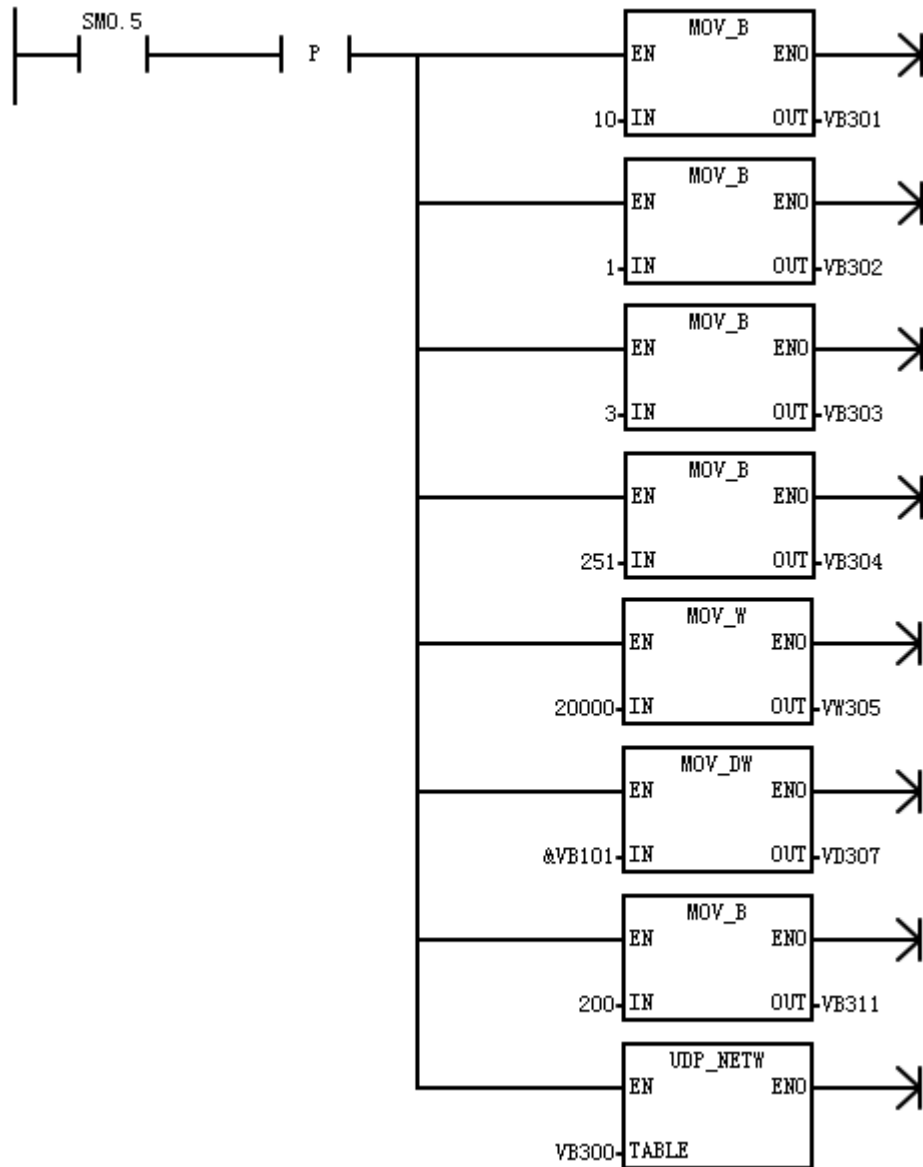 SM0.5
P
MOV_B
EN ENO
10 IN OUT VB301
MOV_B
EN ENO
1 IN OUT VB302
MOV_B
EN ENO
3 IN OUT VB303
MOV_B
EN ENO
251 IN OUT VB304
MOV_W
EN ENO
20000 IN OUT VW305
MOV_DW
EN ENO
&VB101 IN OUT VD307
MOV_B
EN ENO
200 IN OUT VB311
UDP_NETW
EN ENO
VB300 TABLE